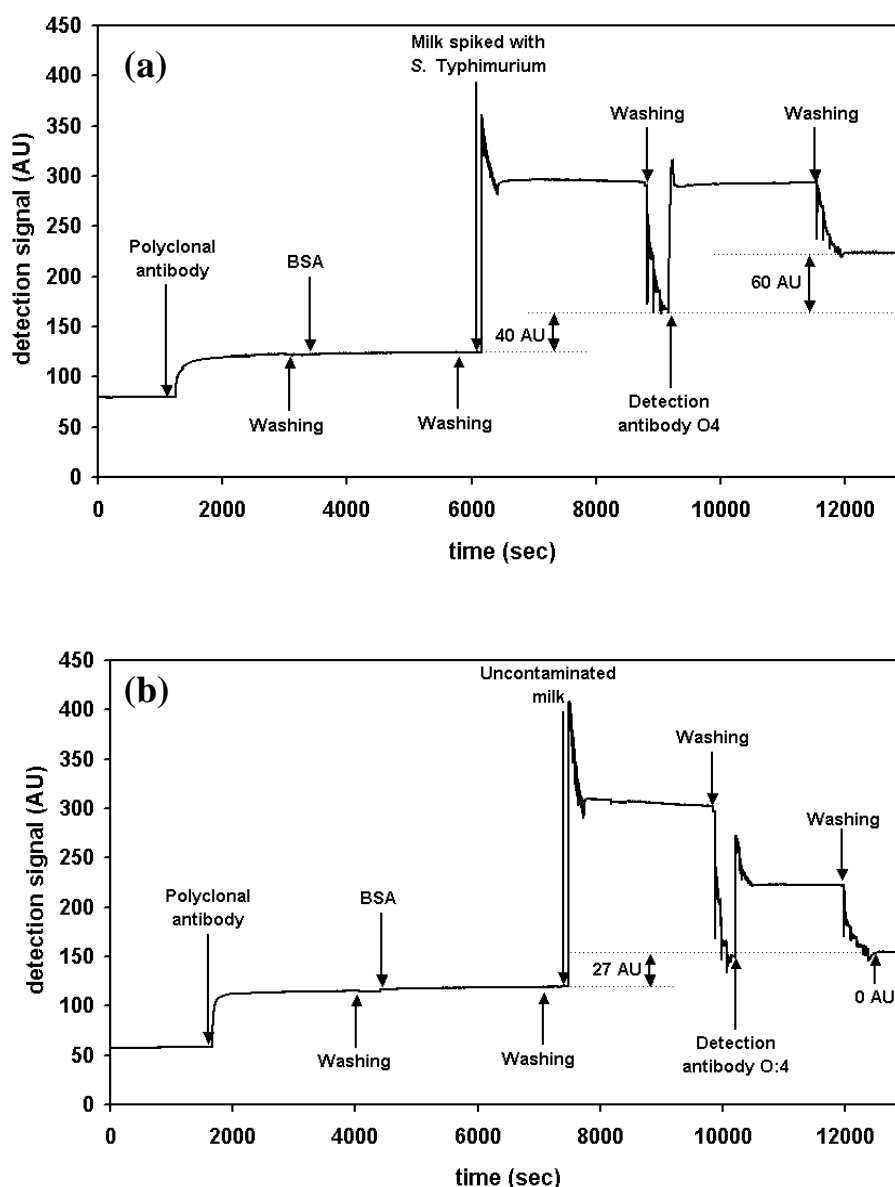 (a)
detection signal (AU)
450
400
350
300
250
200
150
100
50
0
Milk spiked with
S. Typhimurium
Washing
Washing
Polyclonal
antibody
BSA
60 AU
40 AU
Washing
Washing
Detection
antibody O4
0
2000
4000
6000
8000
10000
12000
time (sec)
(b)
detection signal (AU)
450
400
350
300
250
200
150
100
50
0
Uncontaminated
milk
Washing
Washing
Polyclonal
antibody
BSA
27 AU
0 AU
Washing
Washing
Detection
antibody O:4
0
2000
4000
6000
8000
10000
12000
time (sec)